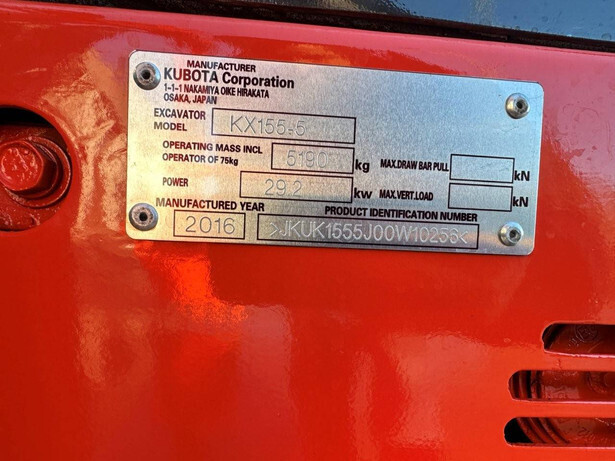 MANUFACTURER
KUBOTA Corporation
1-1-1 NAKAMIYA OIKE HIRAKATA
OSAKA, JAPAN
EXCAVATOR
MODEL KX155-5
OPERATING MASS INCL
OPERATOR OF 75kg 5190 kg MAX.DRAW BAR PULL kN
POWER 29.2 kw MAX.VERT.LOAD kN
MANUFACTURED YEAR PRODUCT IDENTIFICATION NUMBER
2016 >JKUK1555J00W10256<